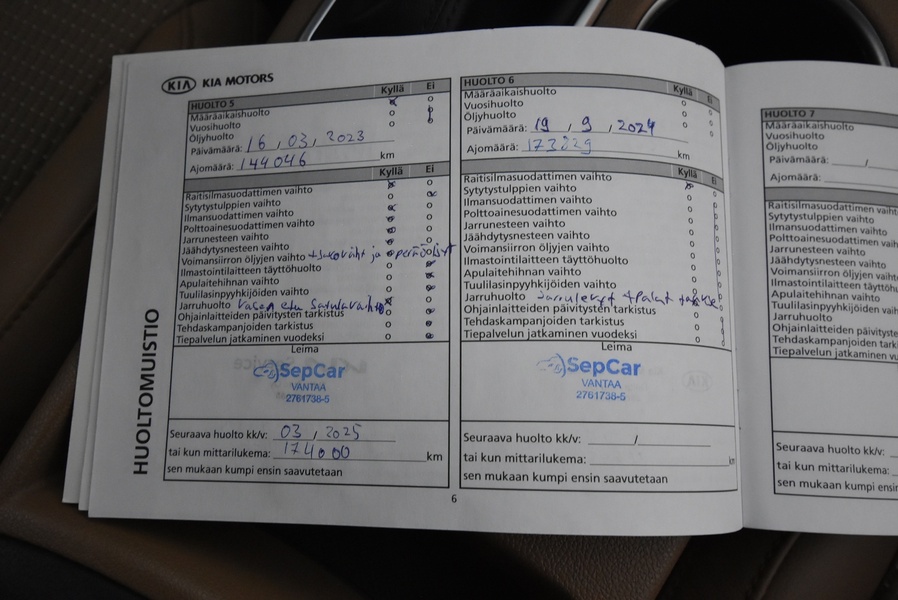 KIA KIA MOTORS
HUOLTOMUISTIO
HUOLTO 5 Kyllä Ei
Määräaikaishuolto
Vuosihuolto
Öljyhuolto
Päivämäärä: 16, 03, 2023
Ajomäärä: 144046 km
Kyllä Ei
Raitisilmasuodattimen vaihto
Sytytystulppien vaihto
Ilmansuodattimen vaihto
Polttoainesuodattimen vaihto
Jarrunesteen vaihto
Jäähdytysnesteen vaihto
Voimansiirron öljyjen vaihto
Ilmastointilaitteen täyttöhuolto
Apulaitehihnan vaihto
Tuulilasinpyyhkijöiden vaihto
Jarruhuolto
Ohjainlaitteiden päivitysten tarkistus
Tehdaskampanjoiden tarkistus
Tiepalvelun jatkaminen vuodeksi
Leima
SepCar
VANTAA
2761738-5
Seuraava huolto kk/v: 03, 2025
tai kun mittarilukema: 174000 km
sen mukaan kumpi ensin saavutetaan
6
HUOLTO 6 Kyllä Ei
Määräaikaishuolto
Vuosihuolto
Öljyhuolto
Päivämäärä: 19, 9, 2024
Ajomäärä: km
Kyllä Ei
Raitisilmasuodattimen vaihto
Sytytystulppien vaihto
Ilmansuodattimen vaihto
Polttoainesuodattimen vaihto
Jarrunesteen vaihto
Jäähdytysnesteen vaihto
Voimansiirron öljyjen vaihto
Ilmastointilaitteen täyttöhuolto
Apulaitehihnan vaihto
Tuulilasinpyyhkijöiden vaihto
Jarruhuolto Jarrulevyt + palat
Ohjainlaitteiden päivitysten tarkistus
Tehdaskampanjoiden tarkistus
Tiepalvelun jatkaminen vuodeksi
Leima
SepCar
VANTAA
2761738-5
Seuraava huolto kk/v: /
tai kun mittarilukema: km
sen mukaan kumpi ensin saavutetaan
HUOLTO 7
Määräaikaishuolto
Vuosihuolto
Öljyhuolto
Päivämäärä: /
Ajomäärä:
Raitisilmasuodattimen vaiht
Sytytystulppien vaihto
Ilmansuodattimen vaihto
Polttoainesuodattimen vaiht
Jarrunesteen vaihto
Jäähdytysnesteen vaihto
Voimansiirron öljyjen vaihto
Ilmastointilaitteen täyttöhu
Apulaitehihnan vaihto
Tuulilasinpyyhkijöiden vaiht
Jarruhuolto
Ohjainlaitteiden päivityste
Tehdaskampanjoiden tarkis
Tiepalvelun jatkaminen vu
Seuraava huolto kk/v:
tai kun mittarilukema:
sen mukaan kumpi ensin